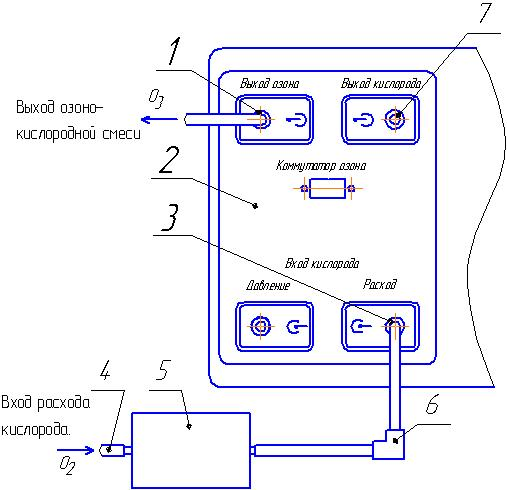 1
7
O3
Выход озона
Выход кислорода
Выход озоно-
кислородной смеси
2
Коммутатор озона
3
Вход кислорода
Давление
Расход
4
5
6
Вход расхода
кислорода.
O2